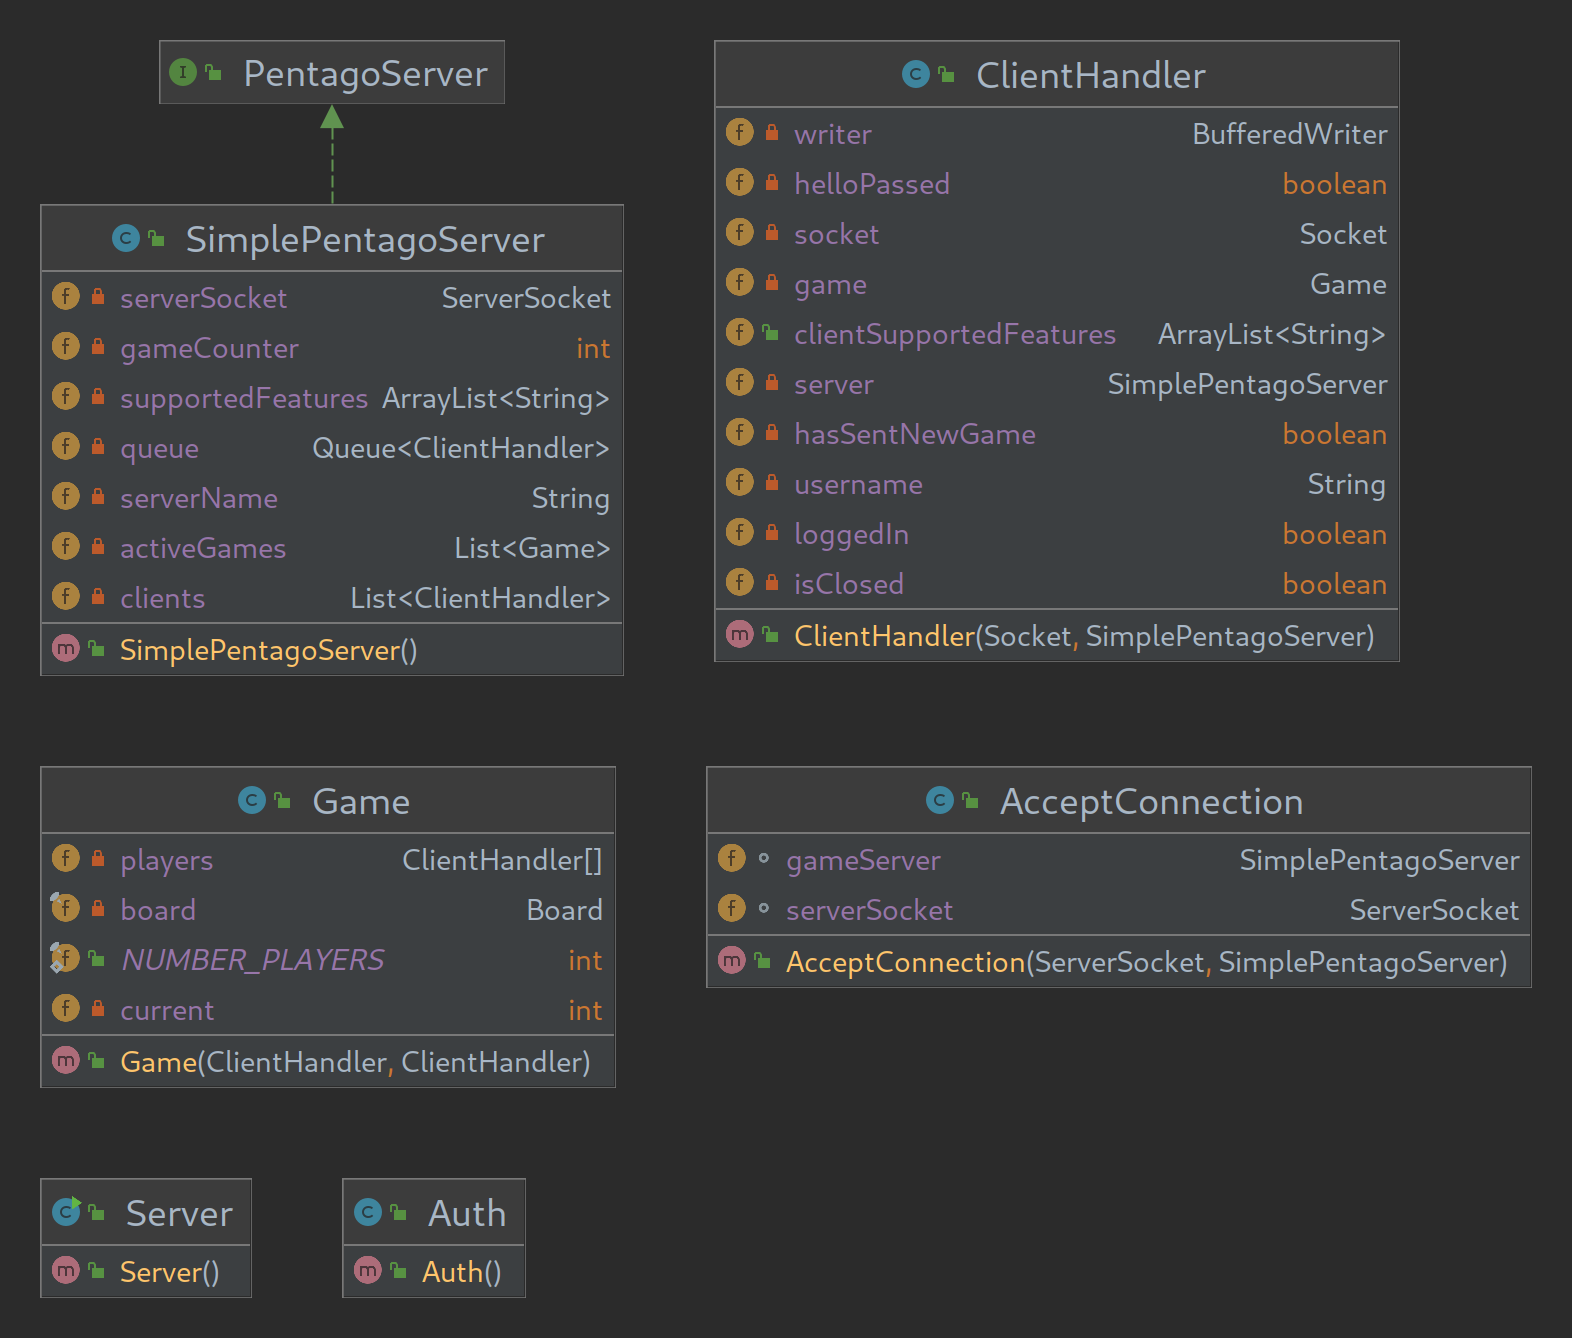 PentagoServer
SimplePentagoServer
serverSocket ServerSocket
gameCounter int
supportedFeatures ArrayList<String>
queue Queue<ClientHandler>
serverName String
activeGames List<Game>
clients List<ClientHandler>
SimplePentagoServer()
ClientHandler
writer BufferedWriter
helloPassed boolean
socket Socket
game Game
clientSupportedFeatures ArrayList<String>
server SimplePentagoServer
hasSentNewGame boolean
username String
loggedIn boolean
isClosed boolean
ClientHandler(Socket, SimplePentagoServer)
Game
players ClientHandler[]
board Board
NUMBER_PLAYERS int
current int
Game(ClientHandler, ClientHandler)
AcceptConnection
gameServer SimplePentagoServer
serverSocket ServerSocket
AcceptConnection(ServerSocket, SimplePentagoServer)
Server
Server()
Auth
Auth()